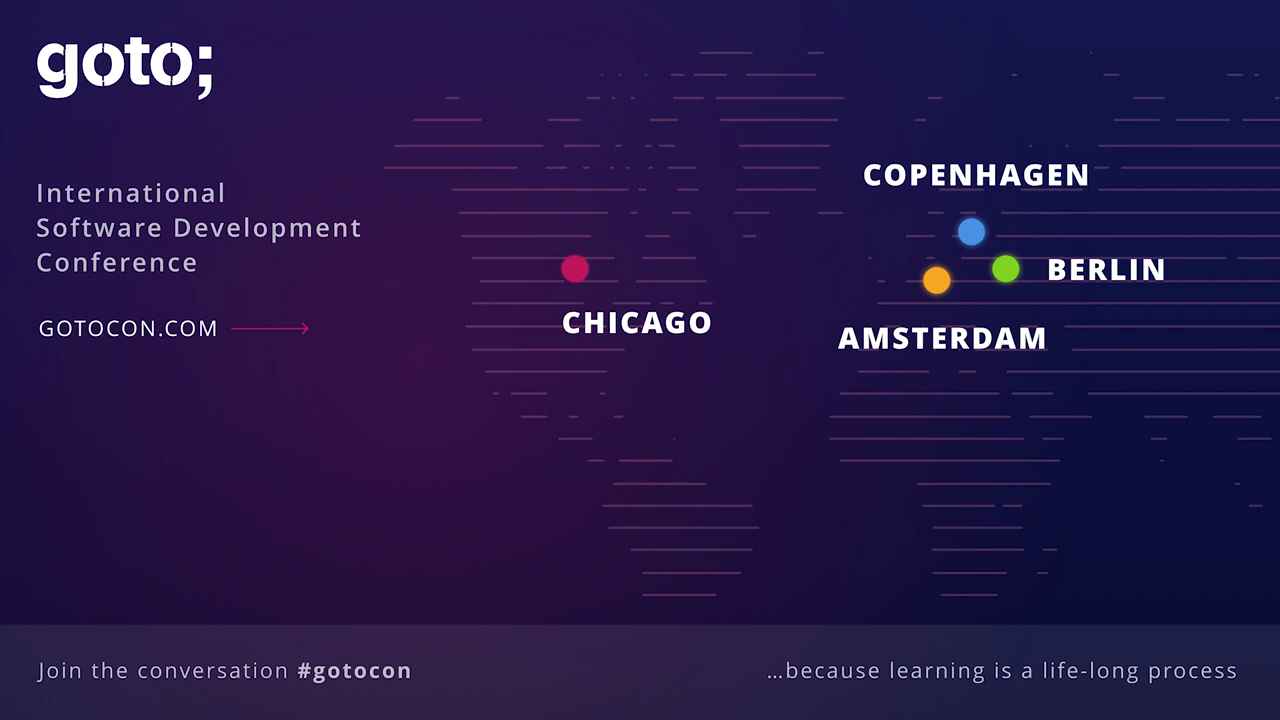 goto;
International
Software Development
Conference
GOTOCON.COM
COPENHAGEN
BERLIN
CHICAGO
AMSTERDAM
Join the conversation #gotocon
...because learning is a life-long process